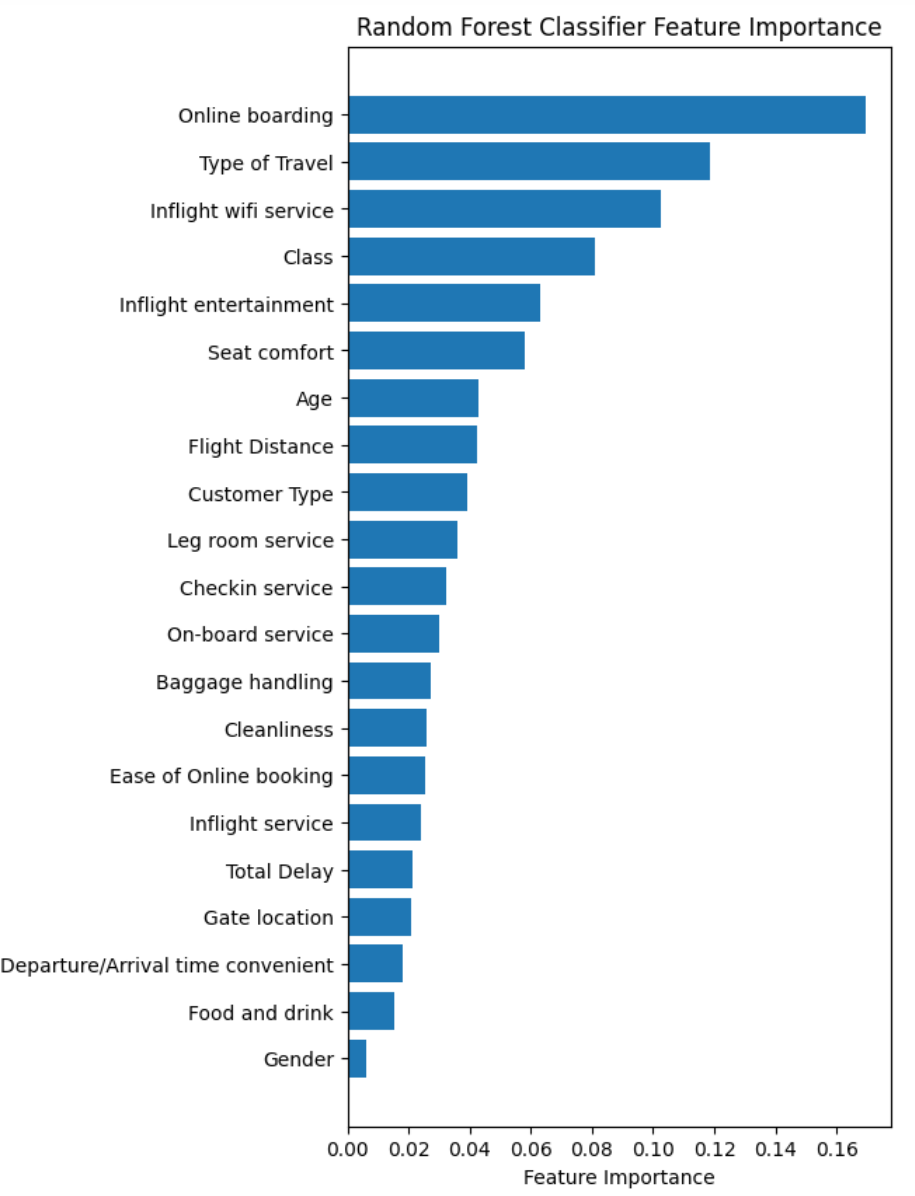 Random Forest Classifier Feature Importance
Online boarding
Type of Travel
Inflight wifi service
Class
Inflight entertainment
Seat comfort
Age
Flight Distance
Customer Type
Leg room service
Checkin service
On-board service
Baggage handling
Cleanliness
Ease of Online booking
Inflight service
Total Delay
Gate location
Departure/Arrival time convenient
Food and drink
Gender
0.00 0.02 0.04 0.06 0.08 0.10 0.12 0.14 0.16
Feature Importance